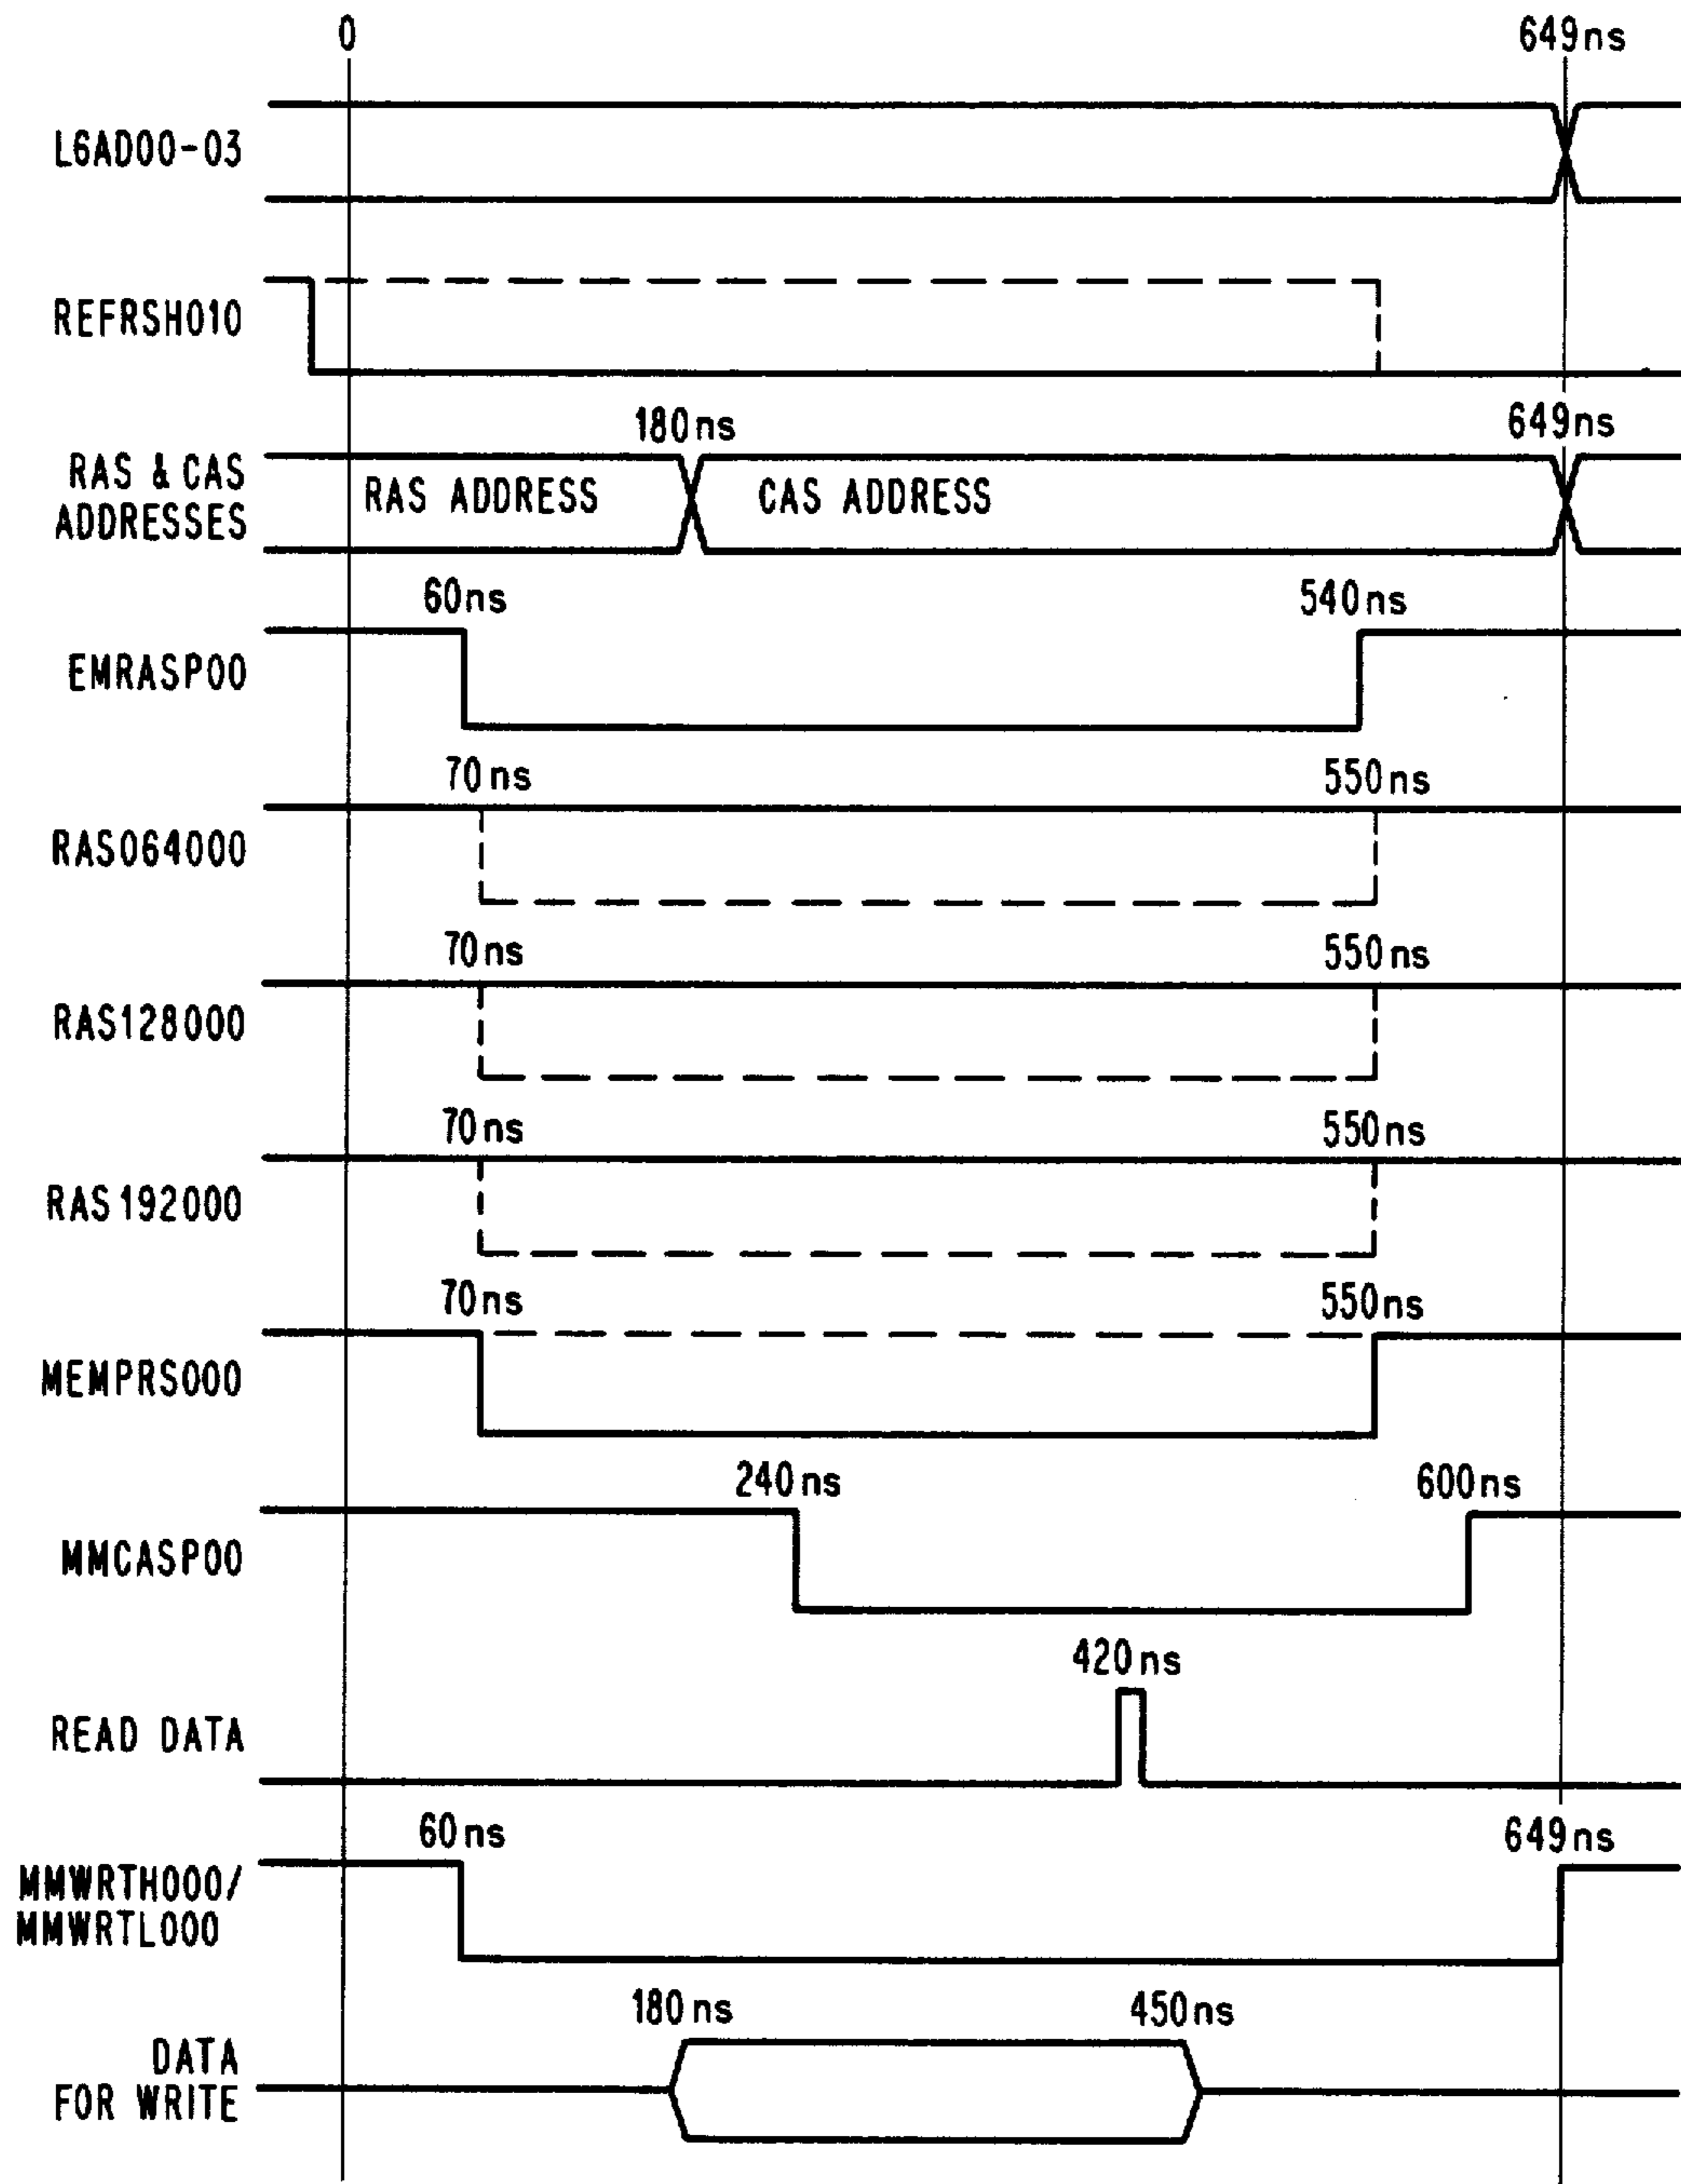 0 649ns
L6AD00-03
REFRSH010
180ns 649ns
RAS & CAS
ADDRESSES
RAS ADDRESS CAS ADDRESS
60ns 540ns
EMRASP00
70ns 550ns
RAS064000
70ns 550ns
RAS128000
70ns 550ns
RAS192000
70ns 550ns
MEMPRS000
240ns 600ns
MMCASP00
420ns
READ DATA
60ns 649ns
MMWRTH000/
MMWRTL000
180ns 450ns
DATA
FOR WRITE